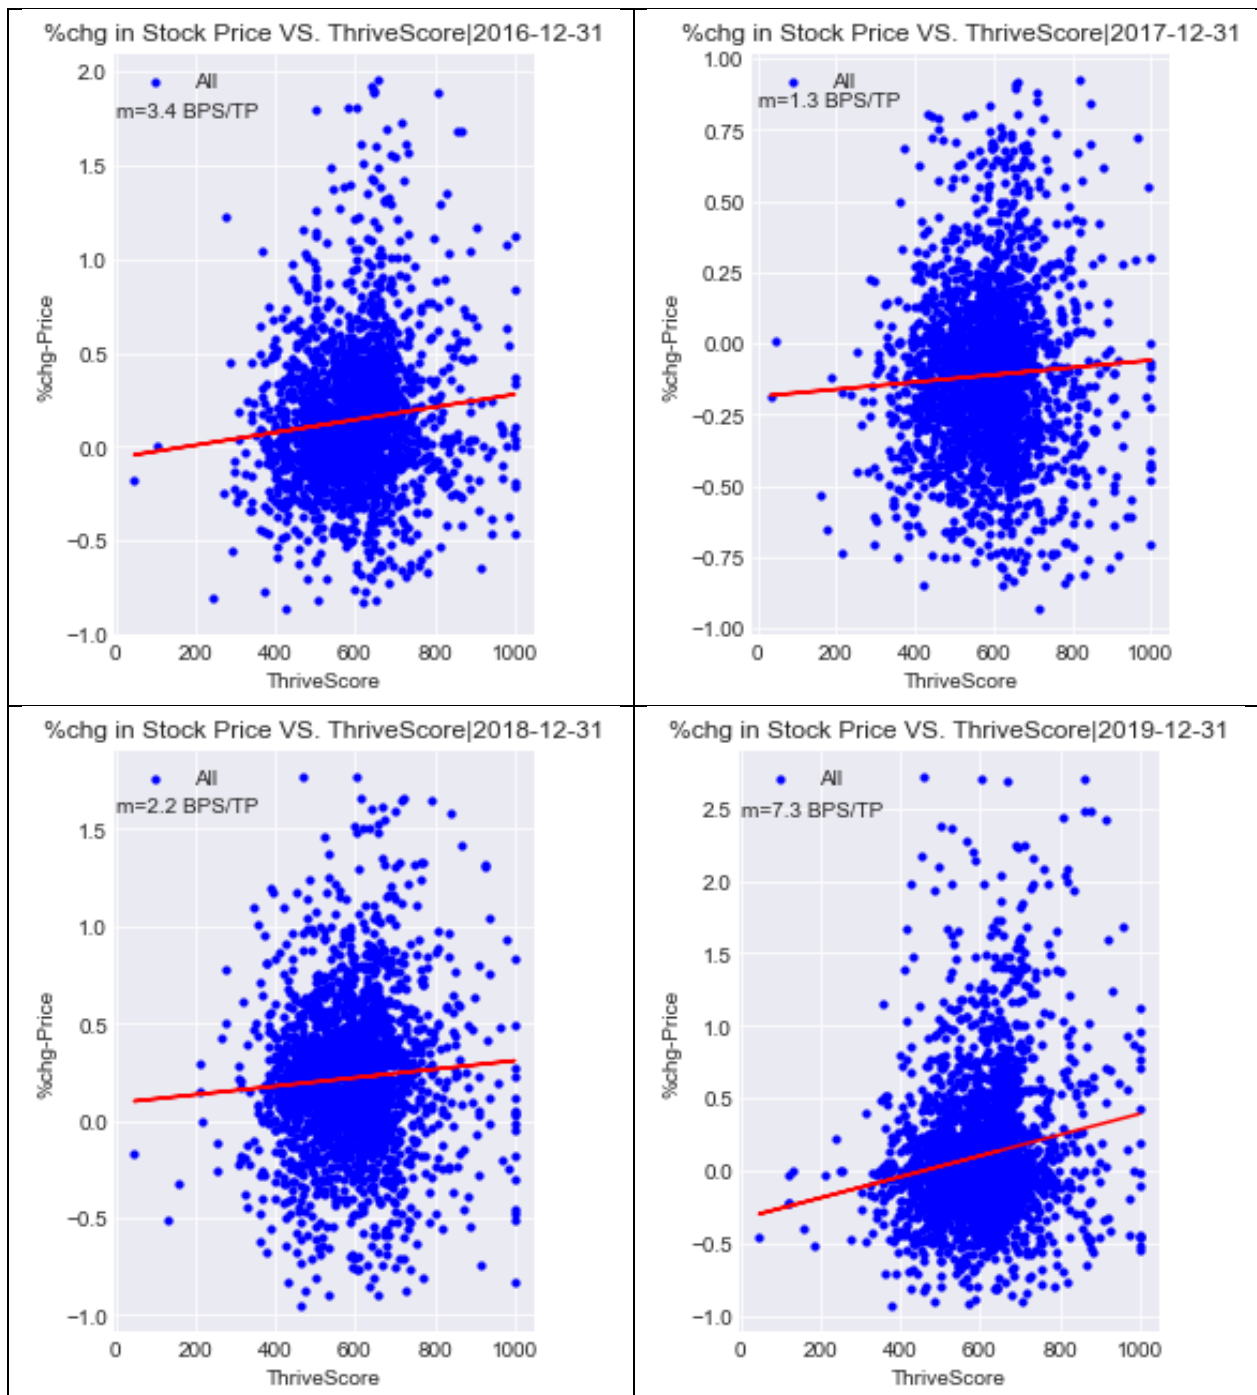 %chg in Stock Price VS. ThriveScore|2016-12-31
All
m=3.4 BPS/TP
2.0
1.5
1.0
0.5
0.0
−0.5
−1.0
%chg-Price
0 200 400 600 800 1000
ThriveScore
%chg in Stock Price VS. ThriveScore|2017-12-31
All
m=1.3 BPS/TP
1.00
0.75
0.50
0.25
0.00
−0.25
−0.50
−0.75
−1.00
%chg-Price
0 200 400 600 800 1000
ThriveScore
%chg in Stock Price VS. ThriveScore|2018-12-31
All
m=2.2 BPS/TP
1.5
1.0
0.5
0.0
−0.5
−1.0
%chg-Price
0 200 400 600 800 1000
ThriveScore
%chg in Stock Price VS. ThriveScore|2019-12-31
All
m=7.3 BPS/TP
2.5
2.0
1.5
1.0
0.5
0.0
−0.5
−1.0
%chg-Price
0 200 400 600 800 1000
ThriveScore